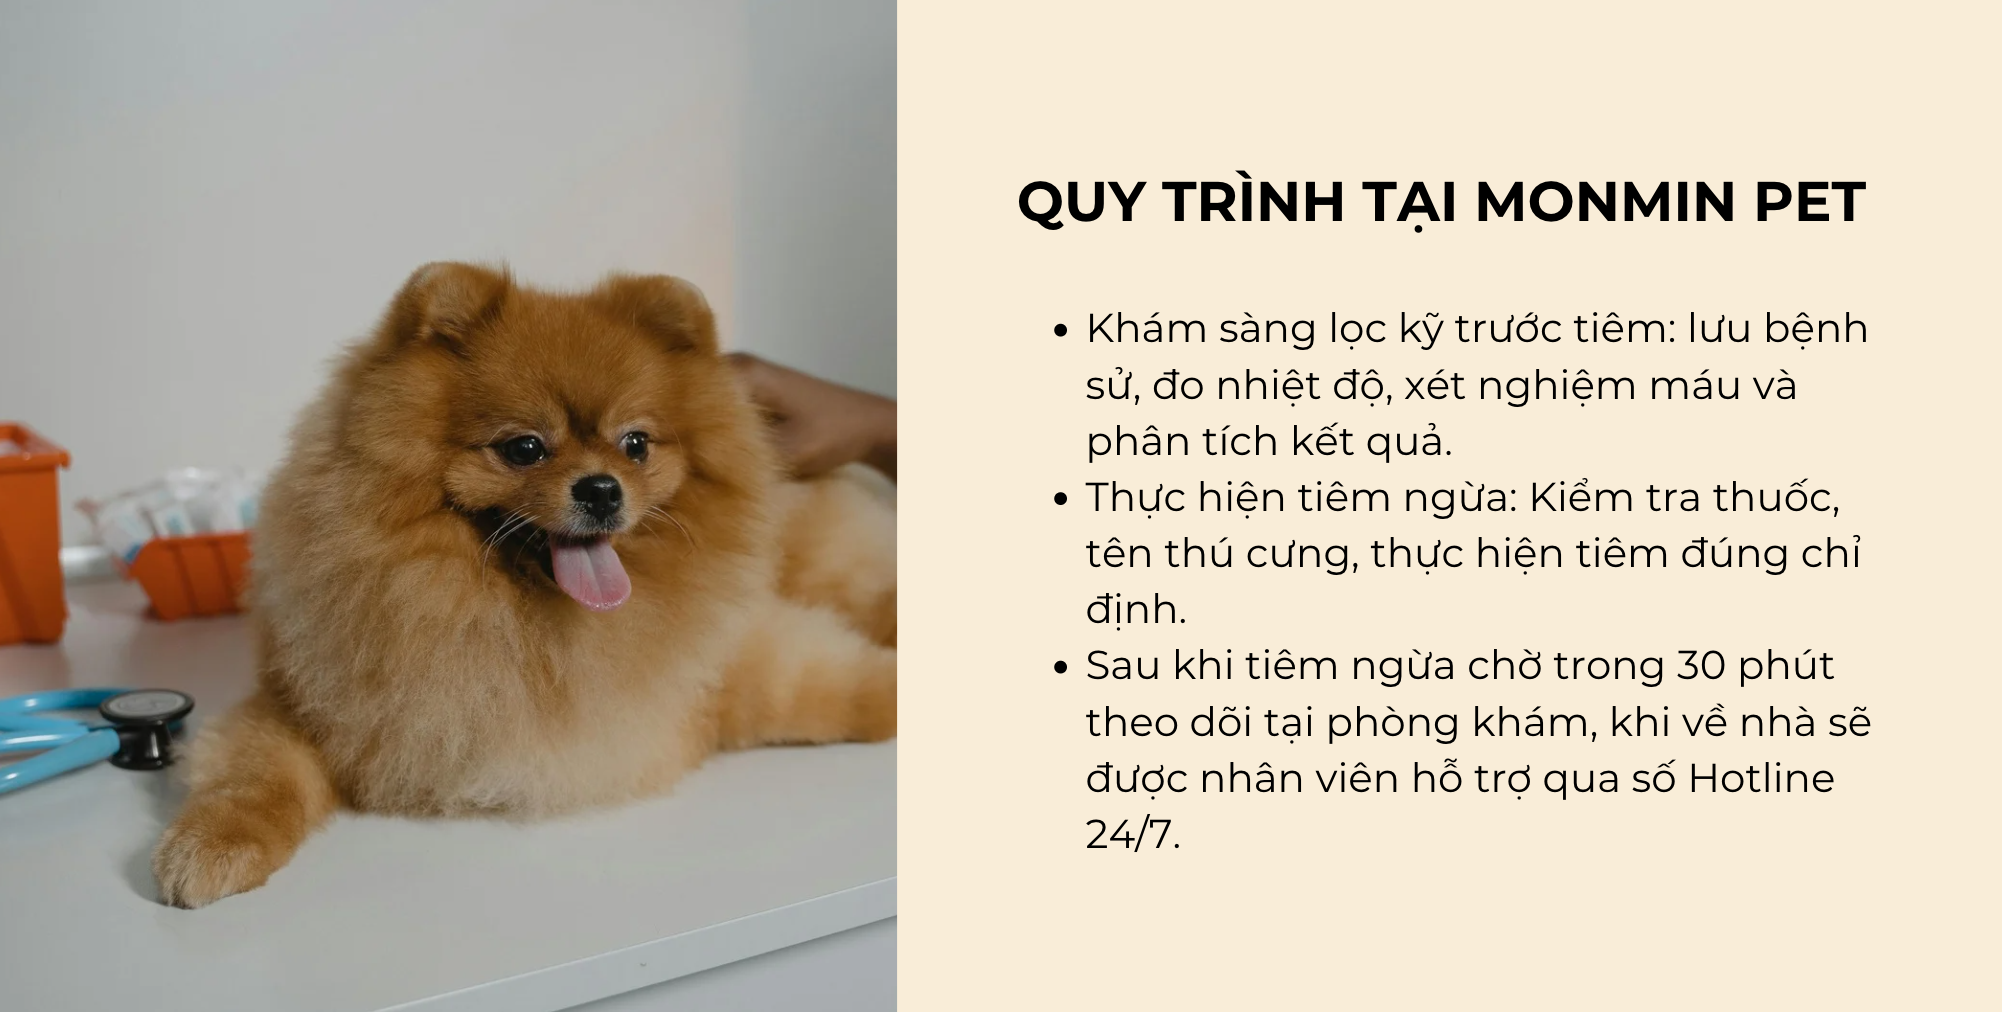 QUY TRÌNH TẠI MONMIN PET
• Khám sàng lọc kỹ trước tiêm: lưu bệnh
sử, đo nhiệt độ, xét nghiệm máu và
phân tích kết quả.
• Thực hiện tiêm ngừa: Kiểm tra thuốc,
tên thú cưng, thực hiện tiêm đúng chỉ
định.
• Sau khi tiêm ngừa chờ trong 30 phút
theo dõi tại phòng khám, khi về nhà sẽ
được nhân viên hỗ trợ qua số Hotline
24/7.